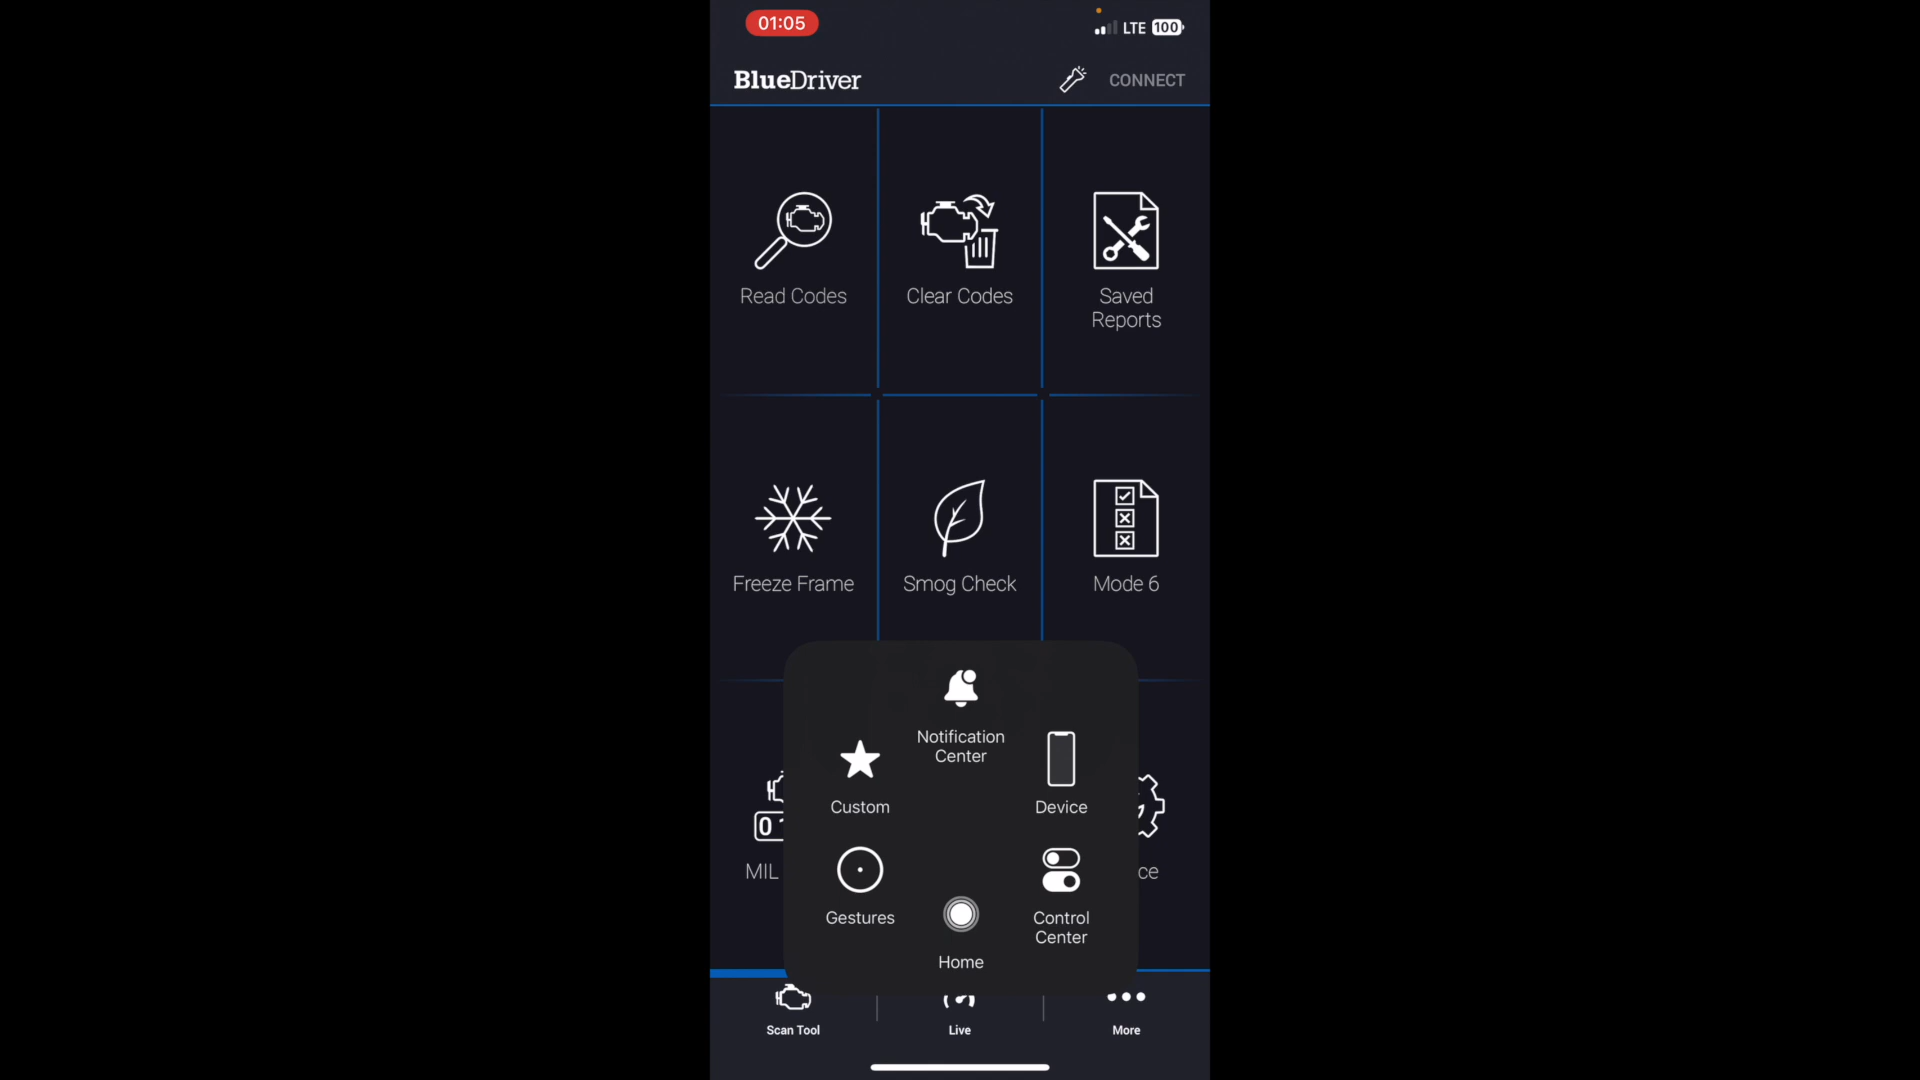 01:05
LTE 100
BlueDriver
CONNECT
Read Codes
Clear Codes
Saved
Reports
Freeze Frame
Smog Check
Mode 6
Notification
Center
Custom
Device
0
MIL
ce
Gestures
Control
Center
Home
Scan Tool
Live
More